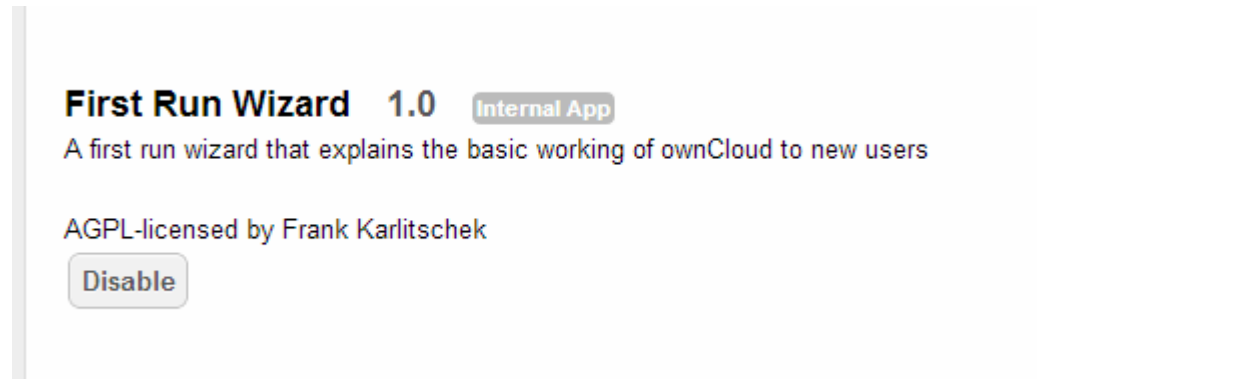 First Run Wizard 1.0 Internal App
A first run wizard that explains the basic working of ownCloud to new users
AGPL-licensed by Frank Karlitschek
Disable